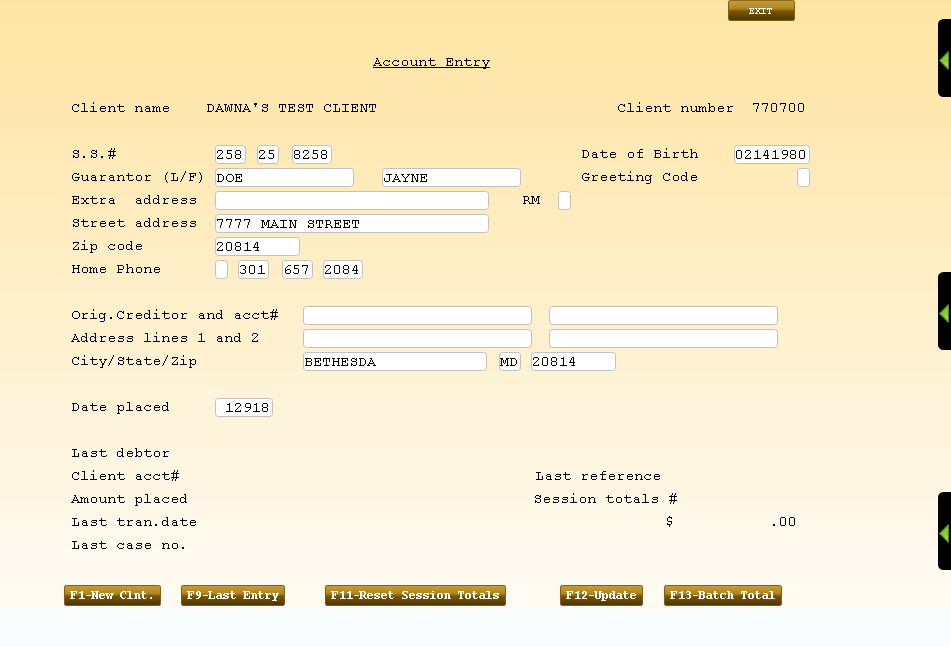 EXIT
Account Entry
Client name DAWNA'S TEST CLIENT Client number 770700
S.S.# 258 25 8258 Date of Birth 02141980
Guarantor (L/F) DOE JAYNE Greeting Code
Extra address RM
Street address 7777 MAIN STREET
Zip code 20814
Home Phone 301 657 2084
Orig.Creditor and acct#
Address lines 1 and 2
City/State/Zip BETHESDA MD 20814
Date placed 12918
Last debtor
Client acct# Last reference
Amount placed Session totals #
Last tran.date $ .00
Last case no.
F1-New Clnt. F9-Last Entry F11-Reset Session Totals F12-Update F13-Batch Total